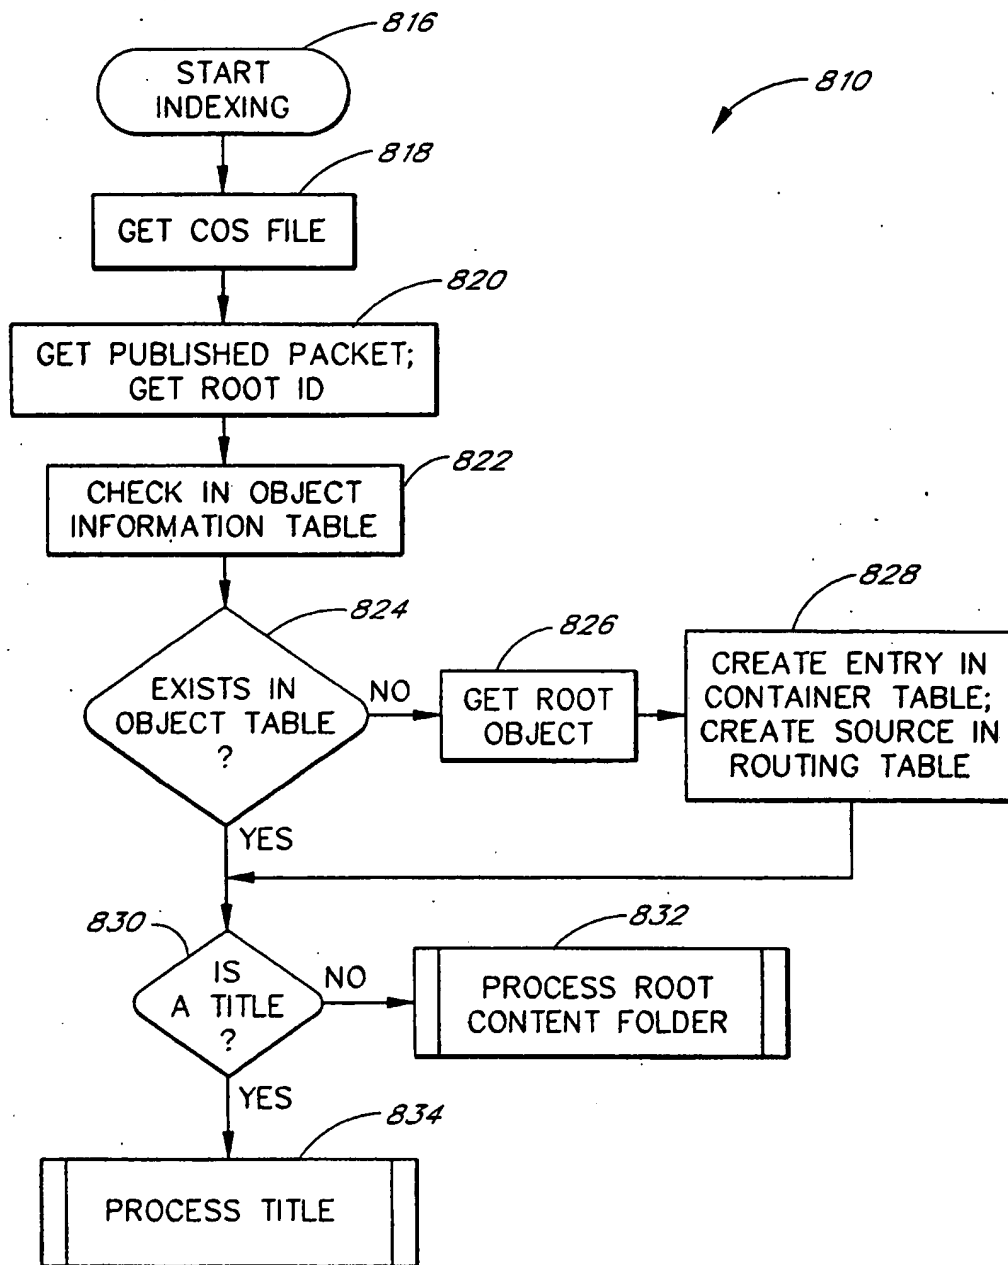 816
START
INDEXING
810
818
GET COS FILE
820
GET PUBLISHED PACKET;
GET ROOT ID
822
CHECK IN OBJECT
INFORMATION TABLE
824
EXISTS IN
OBJECT TABLE
?
NO
826
GET ROOT
OBJECT
828
CREATE ENTRY IN
CONTAINER TABLE;
CREATE SOURCE IN
ROUTING TABLE
YES
830
IS
A TITLE
?
NO
832
PROCESS ROOT
CONTENT FOLDER
YES
834
PROCESS TITLE